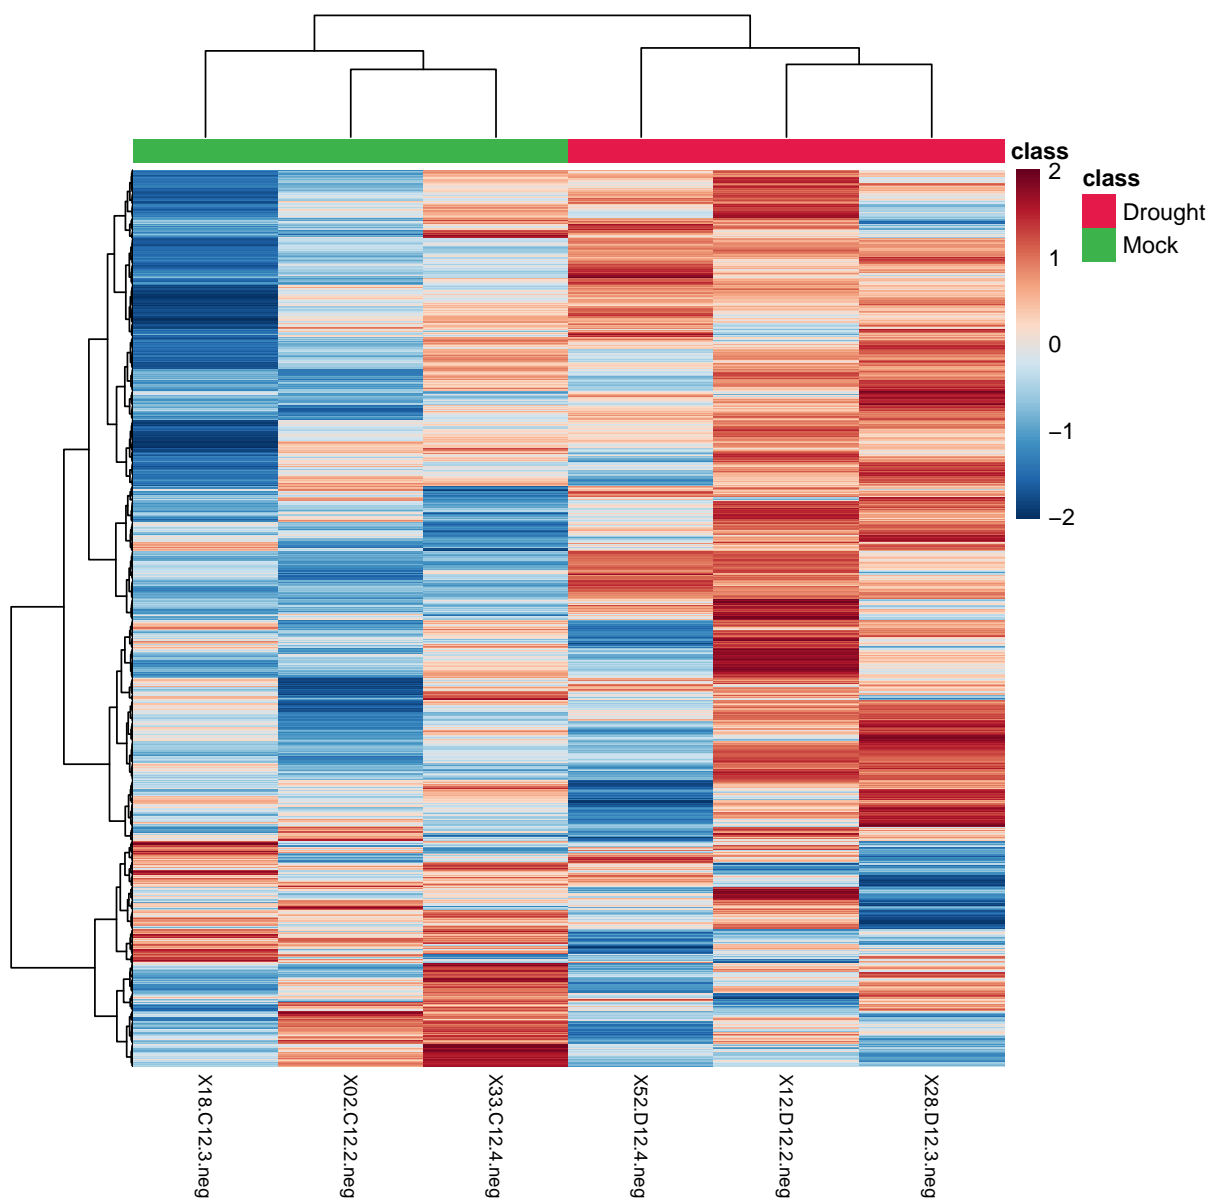 class
2
1
0
−1
−2
class
Drought
Mock
X18.C12.3.neg
X02.C12.2.neg
X33.C12.4.neg
X52.D12.4.neg
X12.D12.2.neg
X28.D12.3.neg